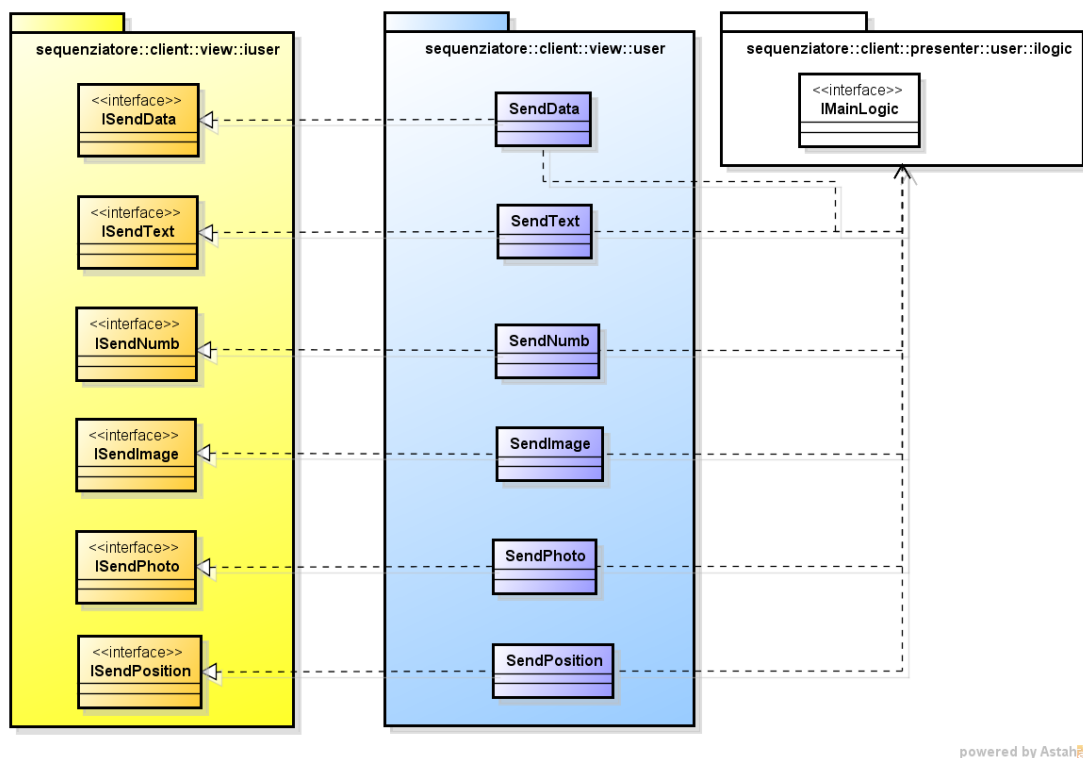 sequenziatore::client::view::iuser
<<interface>>
ISendData
<<interface>>
ISendText
<<interface>>
ISendNumb
<<interface>>
ISendImage
<<interface>>
ISendPhoto
<<interface>>
ISendPosition
sequenziatore::client::view::user
SendData
SendText
SendNumb
SendImage
SendPhoto
SendPosition
sequenziatore::client::presenter::user::ilogic
<<interface>>
IMainLogic
powered by Astah